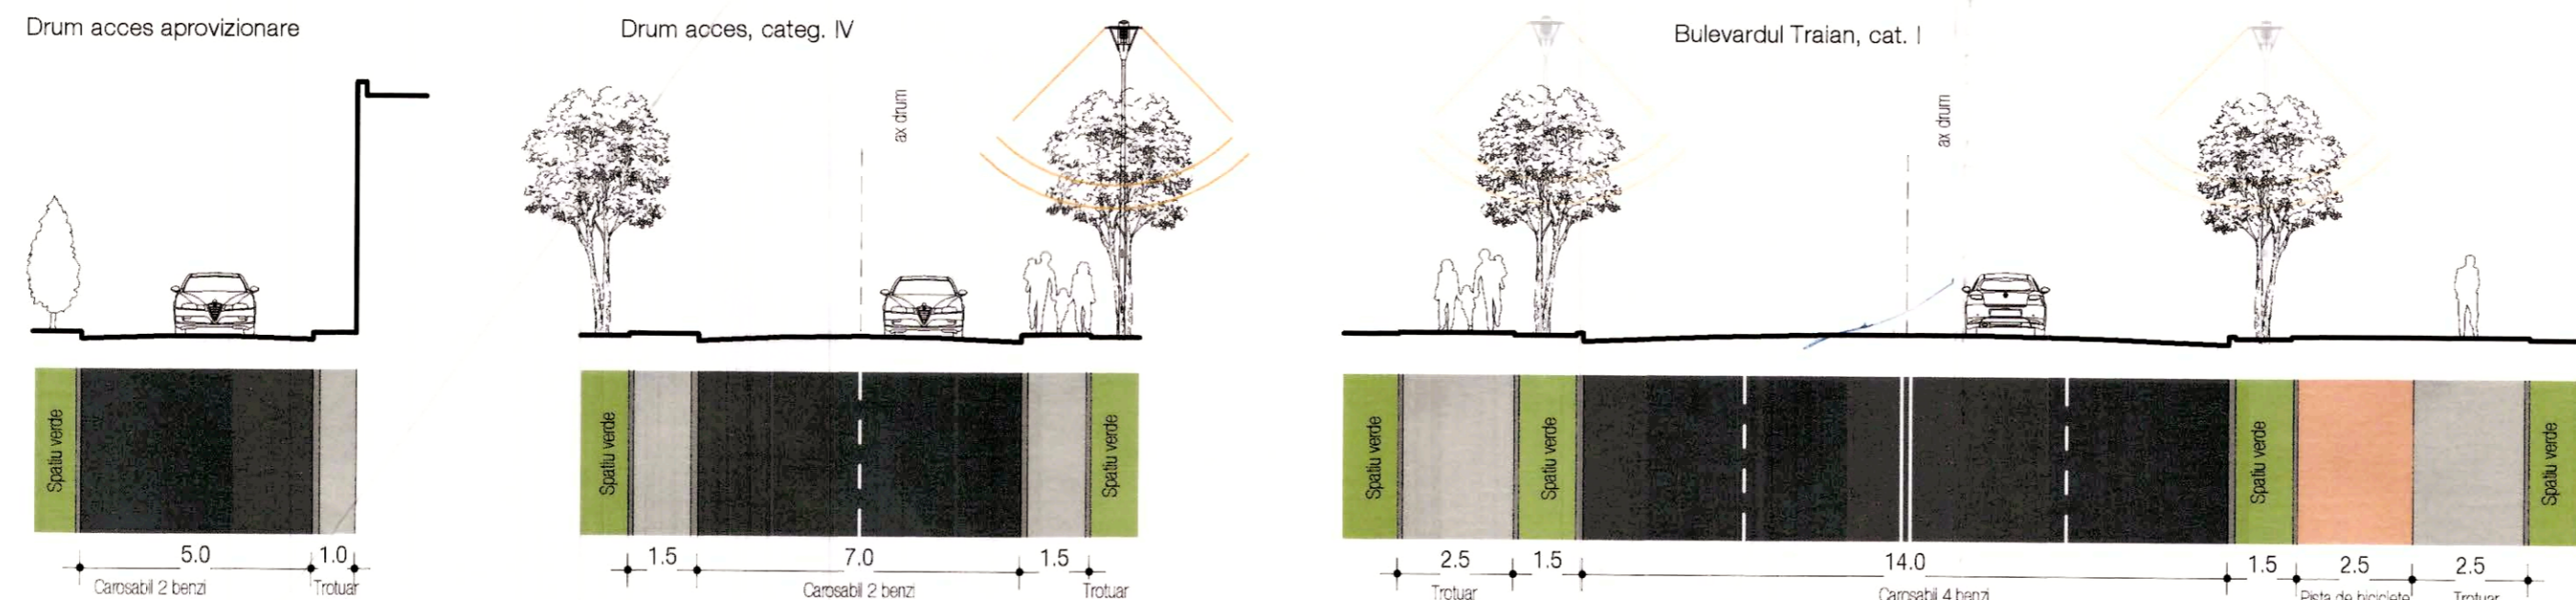 Drum acces aprovizionare
Spatiu verde
5.0
1.0
Carosabil 2 benzi
Trotuar
Drum acces, categ. IV
ax drum
Spatiu verde
Spatiu verde
1.5
7.0
1.5
Carosabil 2 benzi
Trotuar
Bulevardul Traian, cat. I
ax drum
Spatiu verde
Spatiu verde
Spatiu verde
Spatiu verde
2.5
1.5
14.0
1.5
2.5
2.5
Trotuar
Carosabil 4 benzi
Pista de biciclete
Trotuar